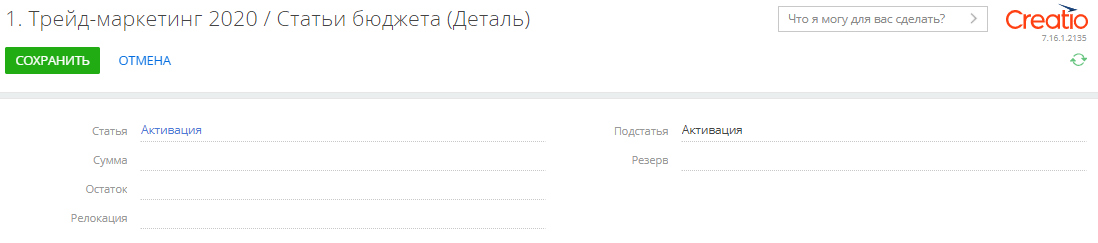 1. Трейд-маркетинг 2020 / Статьи бюджета (Деталь)
Что я могу для вас сделать?
Creatio
7.16.1.2135
СОХРАНИТЬ ОТМЕНА
Статья Активация
Подстатья Активация
Сумма
Резерв
Остаток
Релокация